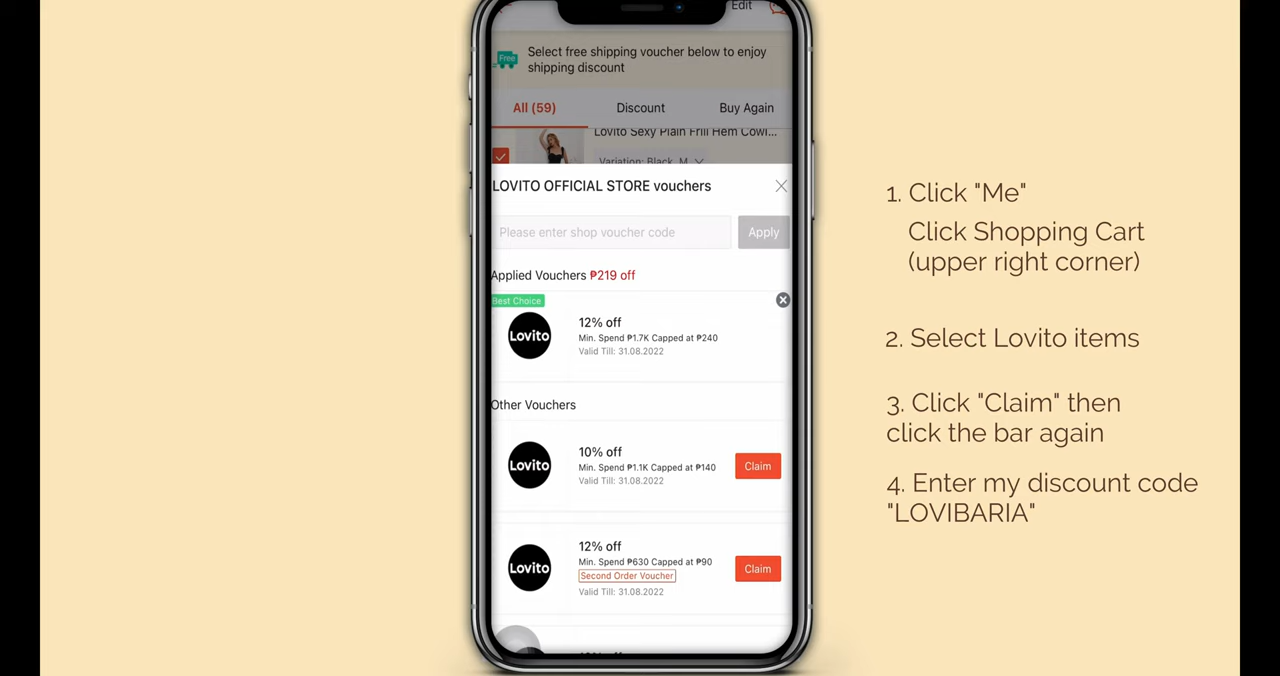 Edit
Free
Select free shipping voucher below to enjoy
shipping discount
All (59)
Discount
Buy Again
Lovito Sexy Plain Frill Hem Cowl...
Variation: Black, M
LOVITO OFFICIAL STORE vouchers
Please enter shop voucher code
Apply
Applied Vouchers ₱219 off
Best Choice
Lovito
12% off
Min. Spend ₱1.7K Capped at ₱240
Valid Till: 31.08.2022
Other Vouchers
Lovito
10% off
Min. Spend ₱1.1K Capped at ₱140
Valid Till: 31.08.2022
Claim
Lovito
12% off
Min. Spend ₱630 Capped at ₱90
Second Order Voucher
Valid Till: 31.08.2022
Claim
1. Click "Me"
Click Shopping Cart
(upper right corner)
2. Select Lovito items
3. Click "Claim" then
click the bar again
4. Enter my discount code
"LOVIBARIA"